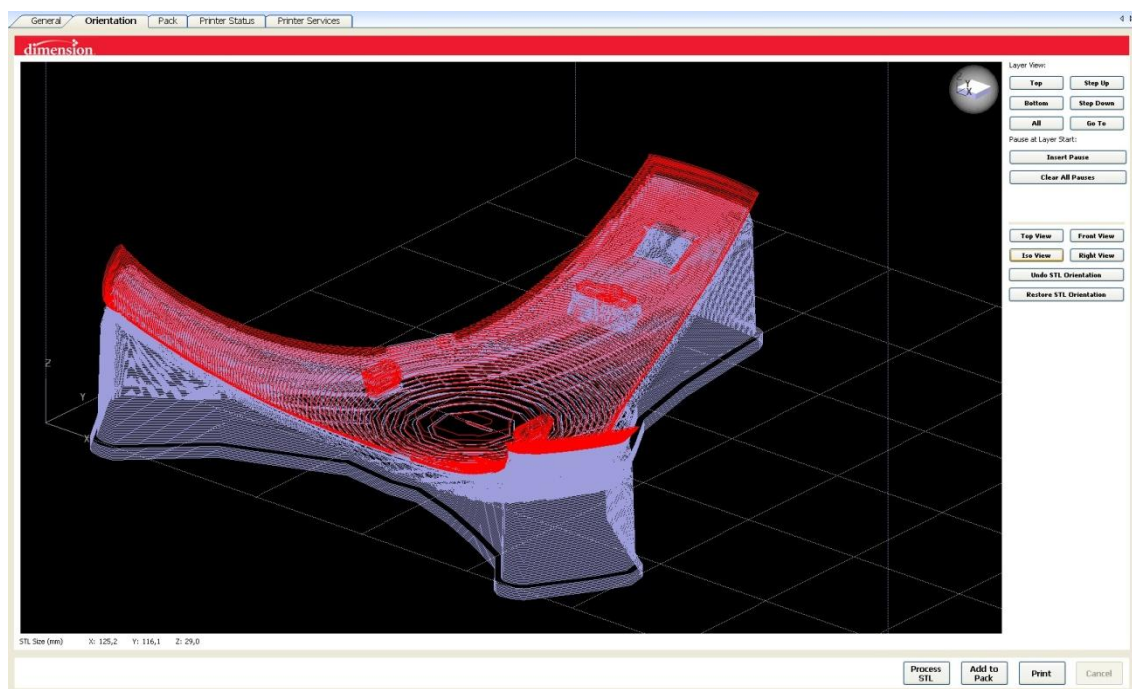 General Orientation Pack Printer Status Printer Services
dimension
Layer View:
Top Step Up
Bottom Step Down
All Go To
Pause at Layer Start:
Insert Pause
Clear All Pauses
Top View Front View
Iso View Right View
Undo STL Orientation
Restore STL Orientation
Z
Y
X
Y
X
STL Size (mm) X: 125,2 Y: 116,1 Z: 29,0
Process STL Add to Pack Print Cancel